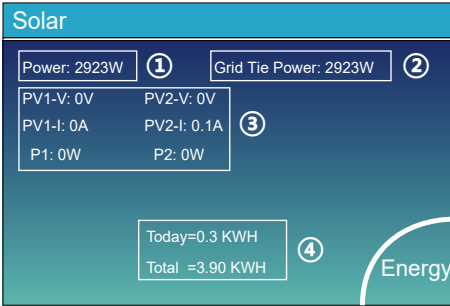 Solar
Power: 2923W ① Grid Tie Power: 2923W ②
PV1-V: 0V PV2-V: 0V
PV1-I: 0A PV2-I: 0.1A ③
P1: 0W P2: 0W
Today=0.3 KWH
④
Total =3.90 KWH
Energy